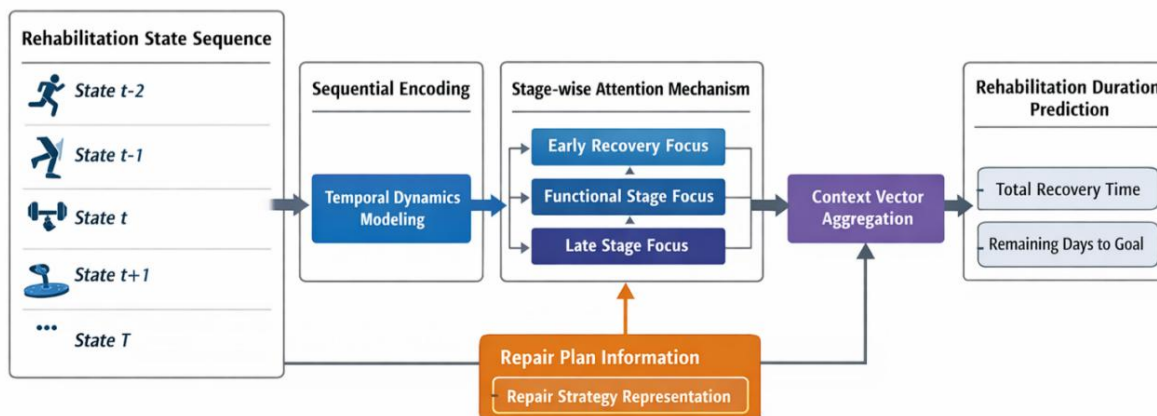 Rehabilitation State Sequence
State t-2
State t-1
State t
State t+1
...
State T
Sequential Encoding
Temporal Dynamics
Modeling
Stage-wise Attention Mechanism
Early Recovery Focus
Functional Stage Focus
Late Stage Focus
Repair Plan Information
Repair Strategy Representation
Context Vector
Aggregation
Rehabilitation Duration
Prediction
Total Recovery Time
Remaining Days to Goal